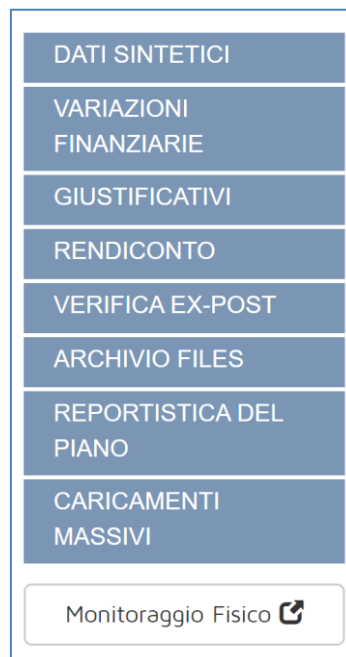 DATI SINTETICI
VARIAZIONI
FINANZIARIE
GIUSTIFICATIVI
RENDICONTO
VERIFICA EX-POST
ARCHIVIO FILES
REPORTISTICA DEL
PIANO
CARICAMENTI
MASSIVI
Monitoraggio Fisico